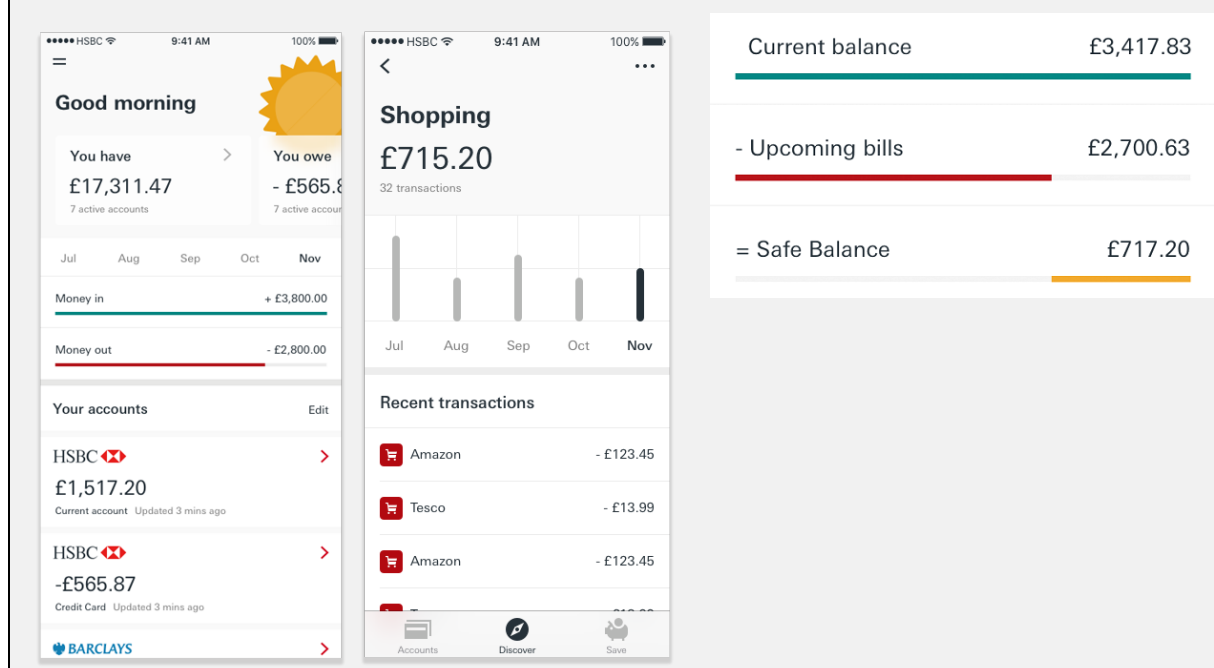 HSBC 9:41 AM 100%
Good morning
You have
£17,311.47
7 active accounts
You owe
- £565.8
7 active accour
Jul Aug Sep Oct Nov
Money in + £3,800.00
Money out - £2,800.00
Your accounts Edit
HSBC
£1,517.20
Current account Updated 3 mins ago
HSBC
-£565.87
Credit Card Updated 3 mins ago
BARCLAYS
HSBC 9:41 AM 100%
Shopping
£715.20
32 transactions
Jul Aug Sep Oct Nov
Recent transactions
Amazon - £123.45
Tesco - £13.99
Amazon - £123.45
Accounts Discover Save
Current balance £3,417.83
- Upcoming bills £2,700.63
= Safe Balance £717.20